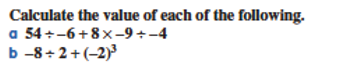 Calculate the value of each of the following.
a 54 ÷ −6 + 8 × −9 ÷ −4
b −8 ÷ 2 + (−2)³